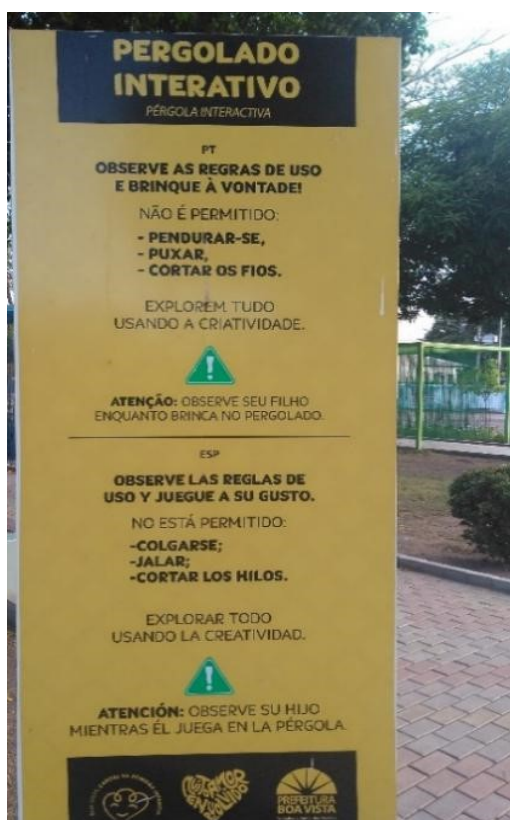 PERGOLADO
INTERATIVO
PÉRGOLA INTERACTIVA
PT
OBSERVE AS REGRAS DE USO
E BRINQUE À VONTADE!
NÃO É PERMITIDO:
- PENDURAR-SE,
- PUXAR,
- CORTAR OS FIOS.
EXPLOREM TUDO
USANDO A CRIATIVIDADE.
!
ATENÇÃO: OBSERVE SEU FILHO
ENQUANTO BRINCA NO PERGOLADO.
ESP
OBSERVE LAS REGLAS DE
USO Y JUEGUE A SU GUSTO.
NO ESTÁ PERMITIDO:
-COLGARSE;
-JALAR;
-CORTAR LOS HILOS.
EXPLORAR TODO
USANDO LA CREATIVIDAD.
!
ATENCIÓN: OBSERVE SU HIJO
MIENTRAS ÉL JUEGA EN LA PÉRGOLA.
PREFEITURA
BOA VISTA